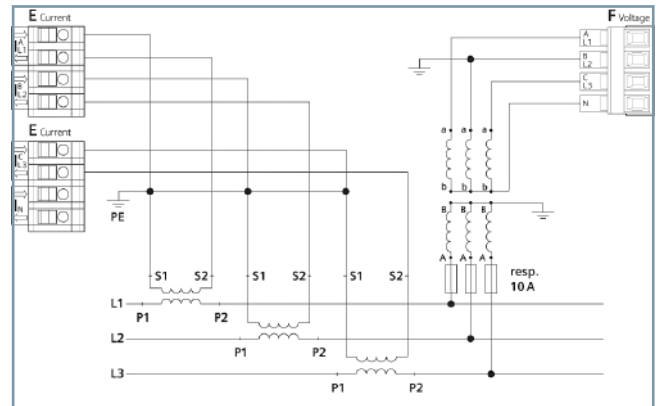 E Current
F Voltage
I
A
L1
A
L1
B
L2
B
L2
C
L3
N
E Current
a a a
I
C
L3
b b b
I
N
PE
B B B
A A A
S1 S2 S1 S2 S1 S2
resp.
10 A
L1
P1 P2
L2
P1 P2
L3
P1 P2